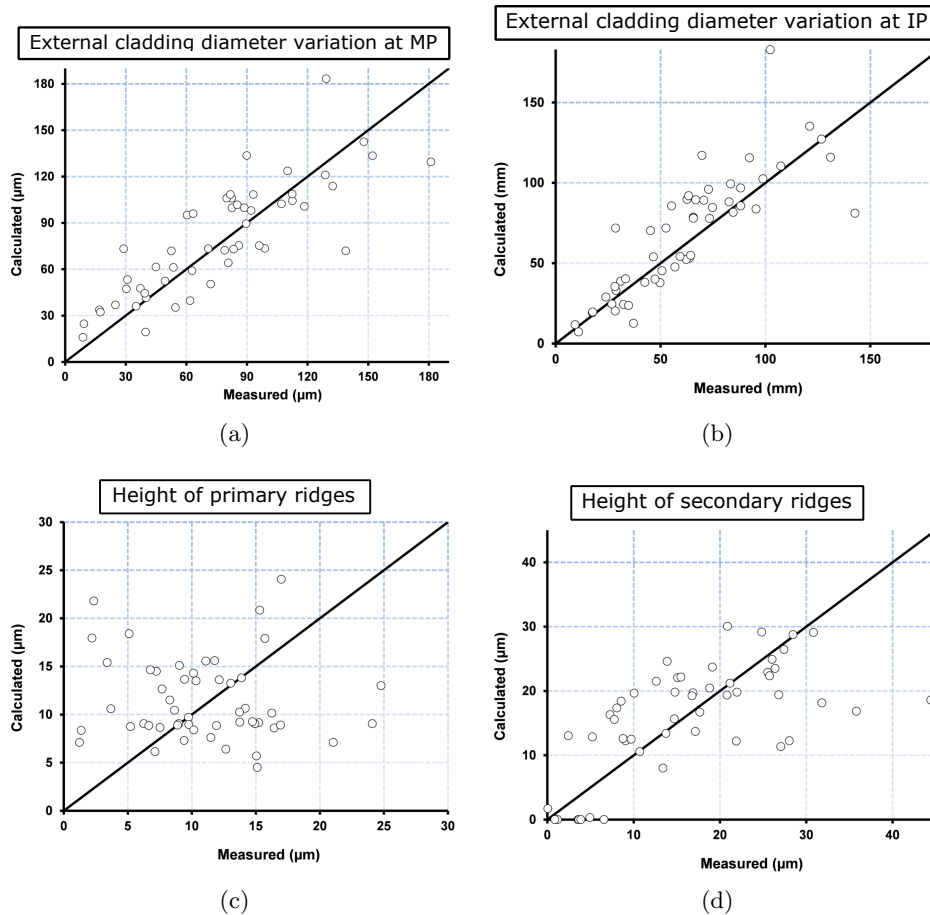 External cladding diameter variation at MP
180
150
120
90
60
30
0
0 30 60 90 120 150 180
Calculated (µm)
Measured (µm)
(a)
External cladding diameter variation at IP
150
100
50
0
0 50 100 150
Calculated (mm)
Measured (mm)
(b)
Height of primary ridges
30
25
20
15
10
5
0
0 5 10 15 20 25 30
Calculated (µm)
Measured (µm)
(c)
Height of secondary ridges
40
30
20
10
0
0 10 20 30 40
Calculated (µm)
Measured (µm)
(d)